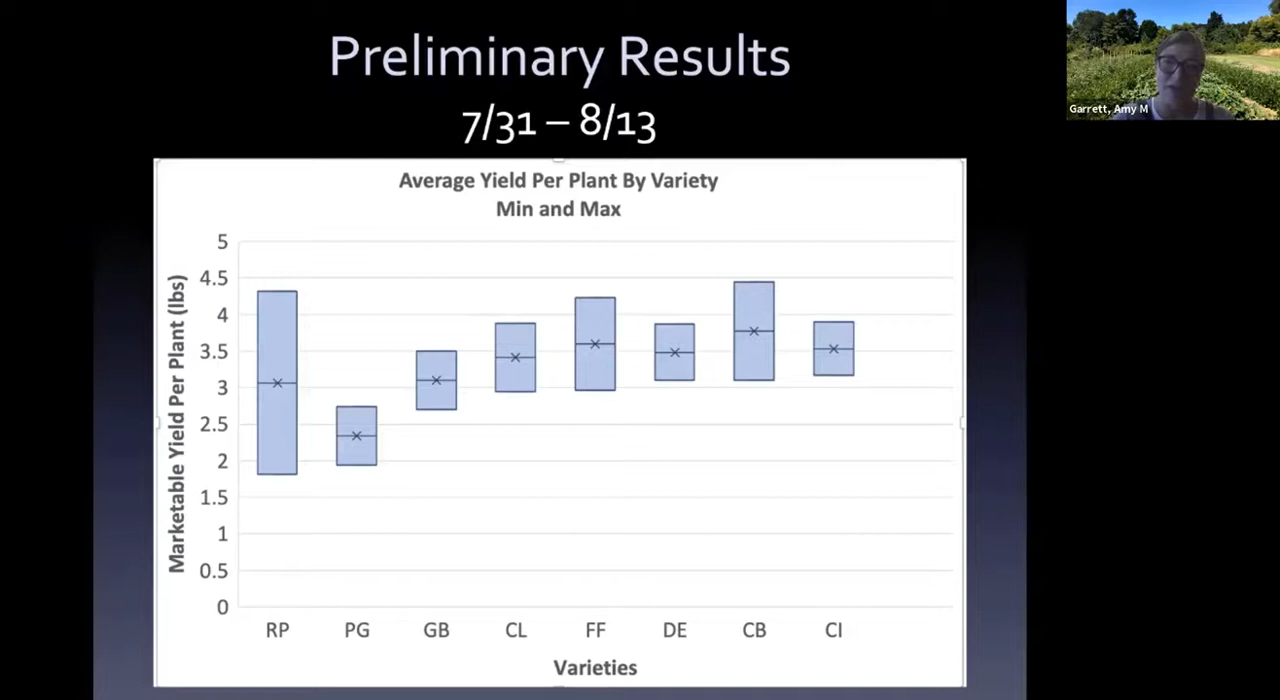 Preliminary Results
7/31 – 8/13
Garrett, Amy M
Average Yield Per Plant By Variety
Min and Max
Marketable Yield Per Plant (lbs)
5
4.5
4
3.5
3
2.5
2
1.5
1
0.5
0
RP PG GB CL FF DE CB CI
Varieties